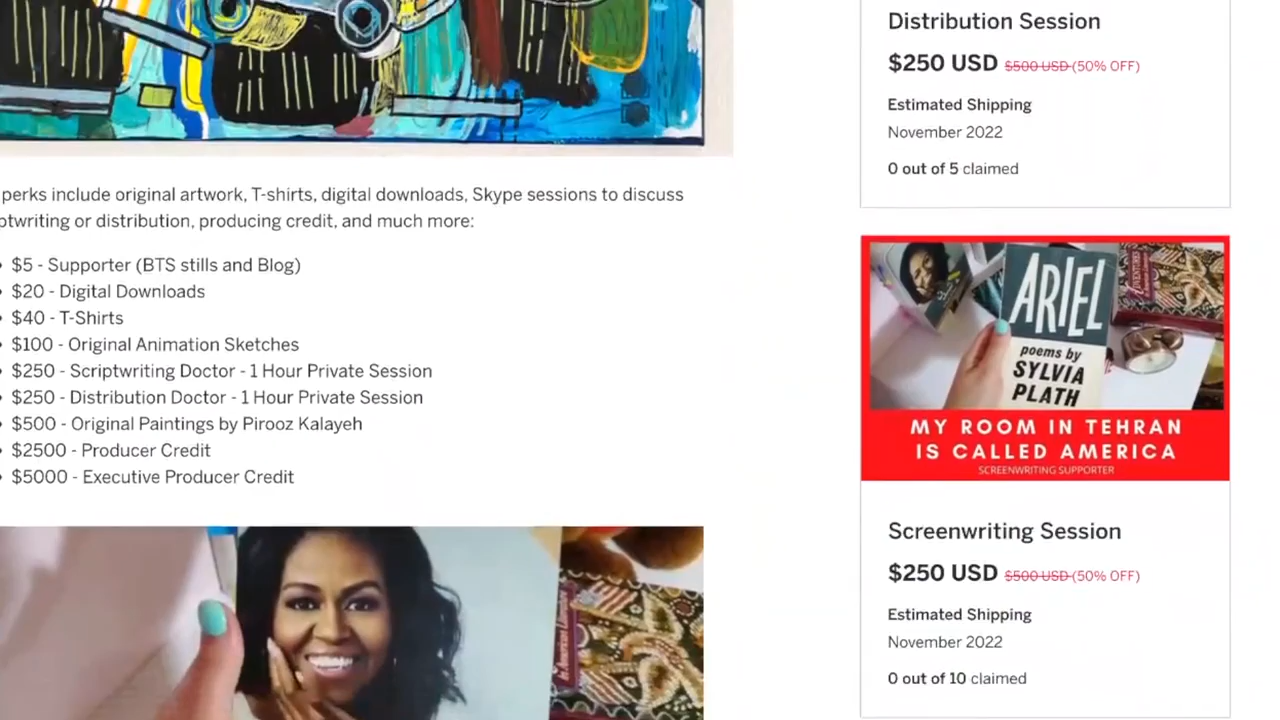 perks include original artwork, T-shirts, digital downloads, Skype sessions to discuss
ptwriting or distribution, producing credit, and much more:
$5 - Supporter (BTS stills and Blog)
$20 - Digital Downloads
$40 - T-Shirts
$100 - Original Animation Sketches
$250 - Scriptwriting Doctor - 1 Hour Private Session
$250 - Distribution Doctor - 1 Hour Private Session
$500 - Original Paintings by Pirooz Kalayeh
$2500 - Producer Credit
$5000 - Executive Producer Credit
in American Literature
Distribution Session
$250 USD $500 USD (50% OFF)
Estimated Shipping
November 2022
0 out of 5 claimed
ARIEL
poems by
SYLVIA
PLATH
MY ROOM IN TEHRAN
IS CALLED AMERICA
SCREENWRITING SUPPORTER
Screenwriting Session
$250 USD $500 USD (50% OFF)
Estimated Shipping
November 2022
0 out of 10 claimed